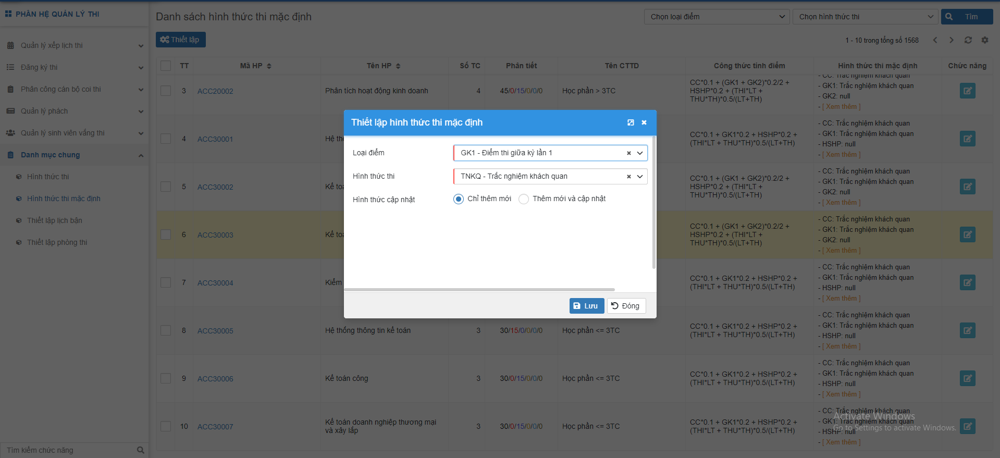 PHÂN HỆ QUẢN LÝ THI
Quản lý xếp lịch thi
Đăng ký thi
Phân công cán bộ coi thi
Quản lý phách
Quản lý sinh viên vắng thi
Danh mục chung
Hình thức thi
Hình thức thi mặc định
Thiết lập lịch bận
Thiết lập phòng thi
Tìm kiếm chức năng
Danh sách hình thức thi mặc định
Chọn loại điểm
Chọn hình thức thi
Tìm
Thiết lập
1 - 10 trong tổng số 1568
TT Mã HP Tên HP Số TC Phân tiết Tên CTTD Công thức tính điểm Hình thức thi mặc định Chức năng
3 ACC20002 Phân tích hoạt động kinh doanh 4 45/0/15/0/0/0 Học phần > 3TC
CC*0.1 + (GK1 + GK2)*0.2/2 +
HSHP*0.2 + (THI*LT +
THU*TH)*0.5/(LT+TH)
- CC: Trắc nghiệm khách quan
- GK1: Trắc nghiệm khách quan
- GK2: null
- [ Xem thêm ]
4 ACC30001 Hệ
CC*0.1 + GK1*0.2 + HSHP*0.2 +
(THI*LT + THU*TH)*0.5/(LT+TH)
- CC: Trắc nghiệm khách quan
- GK1: Trắc nghiệm khách quan
- HSHP: null
- [ Xem thêm ]
5 ACC30002 Kế
CC*0.1 + (GK1 + GK2)*0.2/2 +
HSHP*0.2 + (THI*LT +
THU*TH)*0.5/(LT+TH)
- CC: Trắc nghiệm khách quan
- GK1: Trắc nghiệm khách quan
- GK2: null
- [ Xem thêm ]
6 ACC30003 Kế
CC*0.1 + (GK1 + GK2)*0.2/2 +
HSHP*0.2 + (THI*LT +
THU*TH)*0.5/(LT+TH)
- CC: Trắc nghiệm khách quan
- GK1: Trắc nghiệm khách quan
- GK2: null
- [ Xem thêm ]
7 ACC30004 Kiểm
CC*0.1 + GK1*0.2 + HSHP*0.2 +
(THI*LT + THU*TH)*0.5/(LT+TH)
- CC: Trắc nghiệm khách quan
- GK1: Trắc nghiệm khách quan
- HSHP: null
- [ Xem thêm ]
8 ACC30005 Hệ thống thông tin kế toán 3 30/15/0/0/0/0 Học phần <= 3TC
CC*0.1 + GK1*0.2 + HSHP*0.2 +
(THI*LT + THU*TH)*0.5/(LT+TH)
- CC: Trắc nghiệm khách quan
- GK1: Trắc nghiệm khách quan
- HSHP: null
- [ Xem thêm ]
9 ACC30006 Kế toán công 3 30/0/15/0/0/0 Học phần <= 3TC
CC*0.1 + GK1*0.2 + HSHP*0.2 +
(THI*LT + THU*TH)*0.5/(LT+TH)
- CC: Trắc nghiệm khách quan
- GK1: Trắc nghiệm khách quan
- HSHP: null
- [ Xem thêm ]
10 ACC30007 Kế toán doanh nghiệp thương mại
và xây lắp
3 30/0/15/0/0/0 Học phần <= 3TC
CC*0.1 + GK1*0.2 + HSHP*0.2 +
(THI*LT + THU*TH)*0.5/(LT+TH)
- CC: Trắc nghiệm khách quan
- GK1: Trắc nghiệm khách quan
- HSHP: null
- [ Xem thêm ]
Thiết lập hình thức thi mặc định
Loại điểm
GK1 - Điểm thi giữa kỳ lần 1
Hình thức thi
TNKQ - Trắc nghiệm khách quan
Hình thức cập nhật
Chỉ thêm mới
Thêm mới và cập nhật
Lưu
Đóng
Activate Windows
Go to Settings to activate Windows.